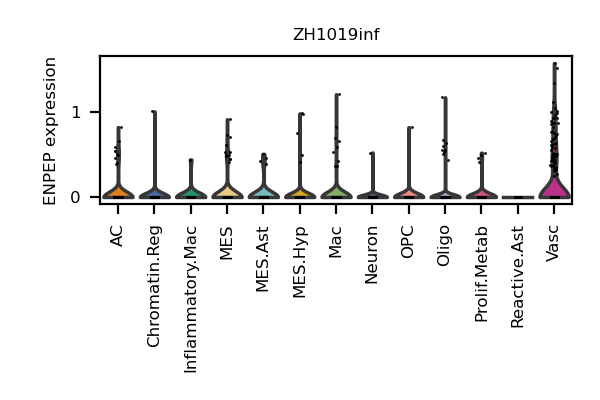 ZH1019inf
ENPEP expression
1
0
AC
Chromatin.Reg
Inflammatory.Mac
MES
MES.Ast
MES.Hyp
Mac
Neuron
OPC
Oligo
Prolif.Metab
Reactive.Ast
Vasc